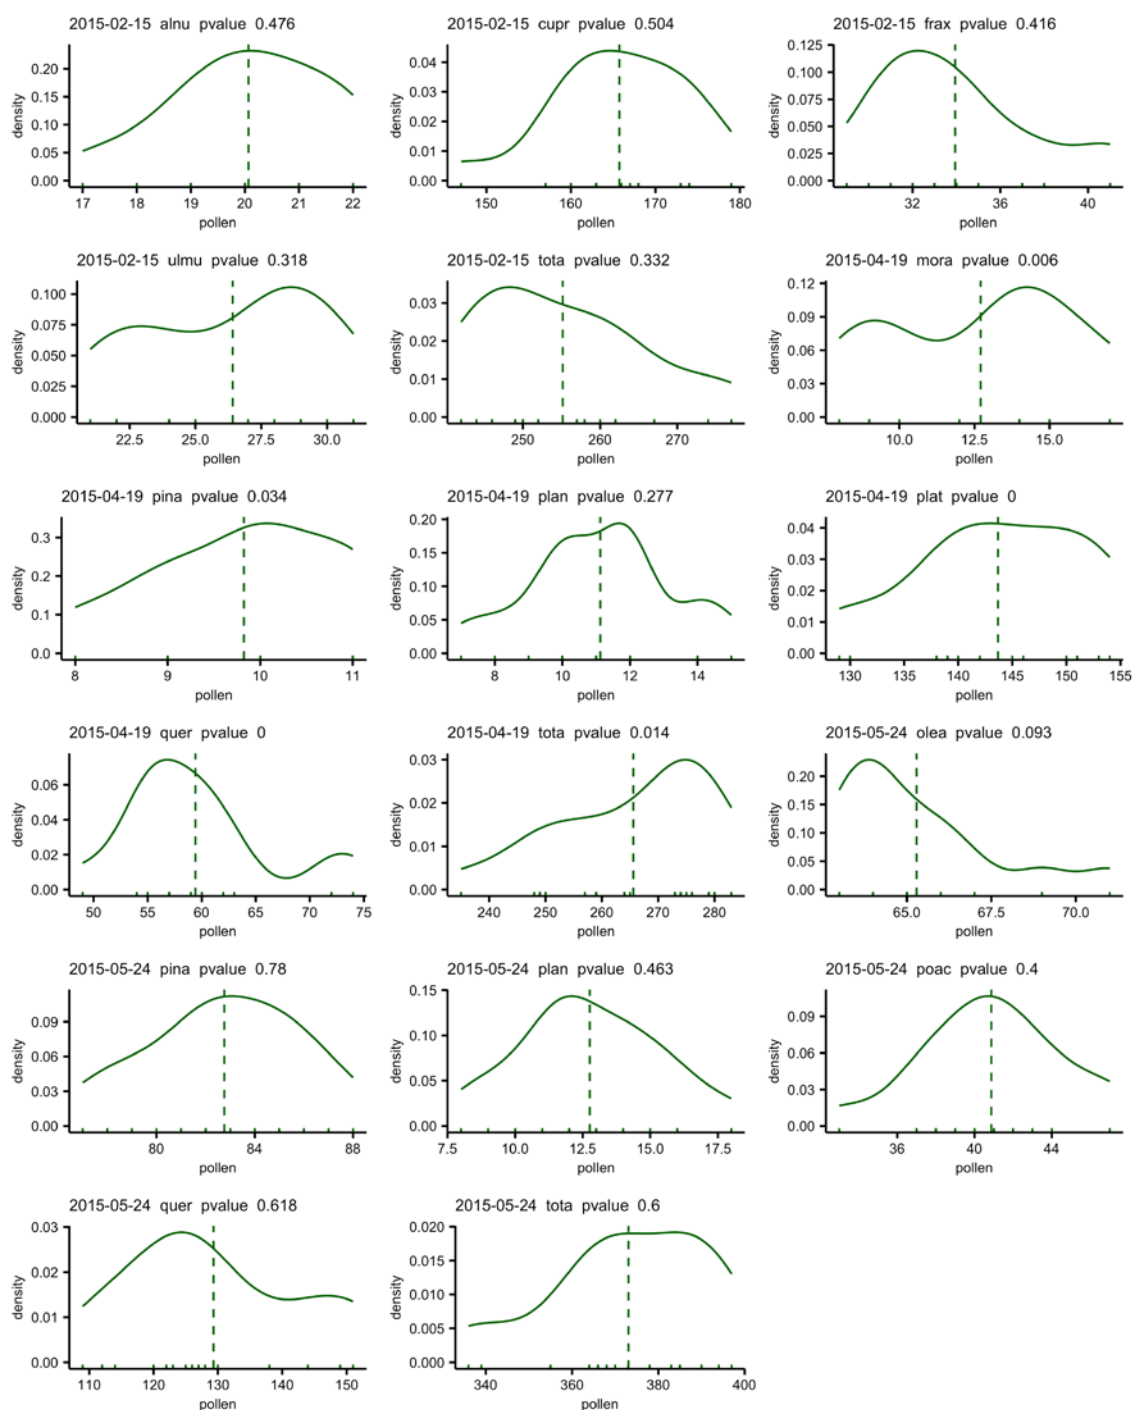 2015-02-15 alnu pvalue 0.476
density
0.20
0.15
0.10
0.05
0.00
17 18 19 20 21 22
pollen
2015-02-15 cupr pvalue 0.504
density
0.04
0.03
0.02
0.01
0.00
150 160 170 180
pollen
2015-02-15 frax pvalue 0.416
density
0.125
0.100
0.075
0.050
0.025
0.000
32 36 40
pollen
2015-02-15 ulmu pvalue 0.318
density
0.100
0.075
0.050
0.025
0.000
22.5 25.0 27.5 30.0
pollen
2015-02-15 tota pvalue 0.332
density
0.03
0.02
0.01
0.00
250 260 270
pollen
2015-04-19 mora pvalue 0.006
density
0.12
0.09
0.06
0.03
0.00
10.0 12.5 15.0
pollen
2015-04-19 pina pvalue 0.034
density
0.3
0.2
0.1
0.0
8 9 10 11
pollen
2015-04-19 plan pvalue 0.277
density
0.20
0.15
0.10
0.05
0.00
8 10 12 14
pollen
2015-04-19 plat pvalue 0
density
0.04
0.03
0.02
0.01
0.00
130 135 140 145 150 155
pollen
2015-04-19 quer pvalue 0
density
0.06
0.04
0.02
0.00
50 55 60 65 70 75
pollen
2015-04-19 tota pvalue 0.014
density
0.03
0.02
0.01
0.00
240 250 260 270 280
pollen
2015-05-24 olea pvalue 0.093
density
0.20
0.15
0.10
0.05
0.00
65.0 67.5 70.0
pollen
2015-05-24 pina pvalue 0.78
density
0.09
0.06
0.03
0.00
80 84 88
pollen
2015-05-24 plan pvalue 0.463
density
0.15
0.10
0.05
0.00
7.5 10.0 12.5 15.0 17.5
pollen
2015-05-24 poac pvalue 0.4
density
0.09
0.06
0.03
0.00
36 40 44
pollen
2015-05-24 quer pvalue 0.618
density
0.03
0.02
0.01
0.00
110 120 130 140 150
pollen
2015-05-24 tota pvalue 0.6
density
0.020
0.015
0.010
0.005
0.000
340 360 380 400
pollen